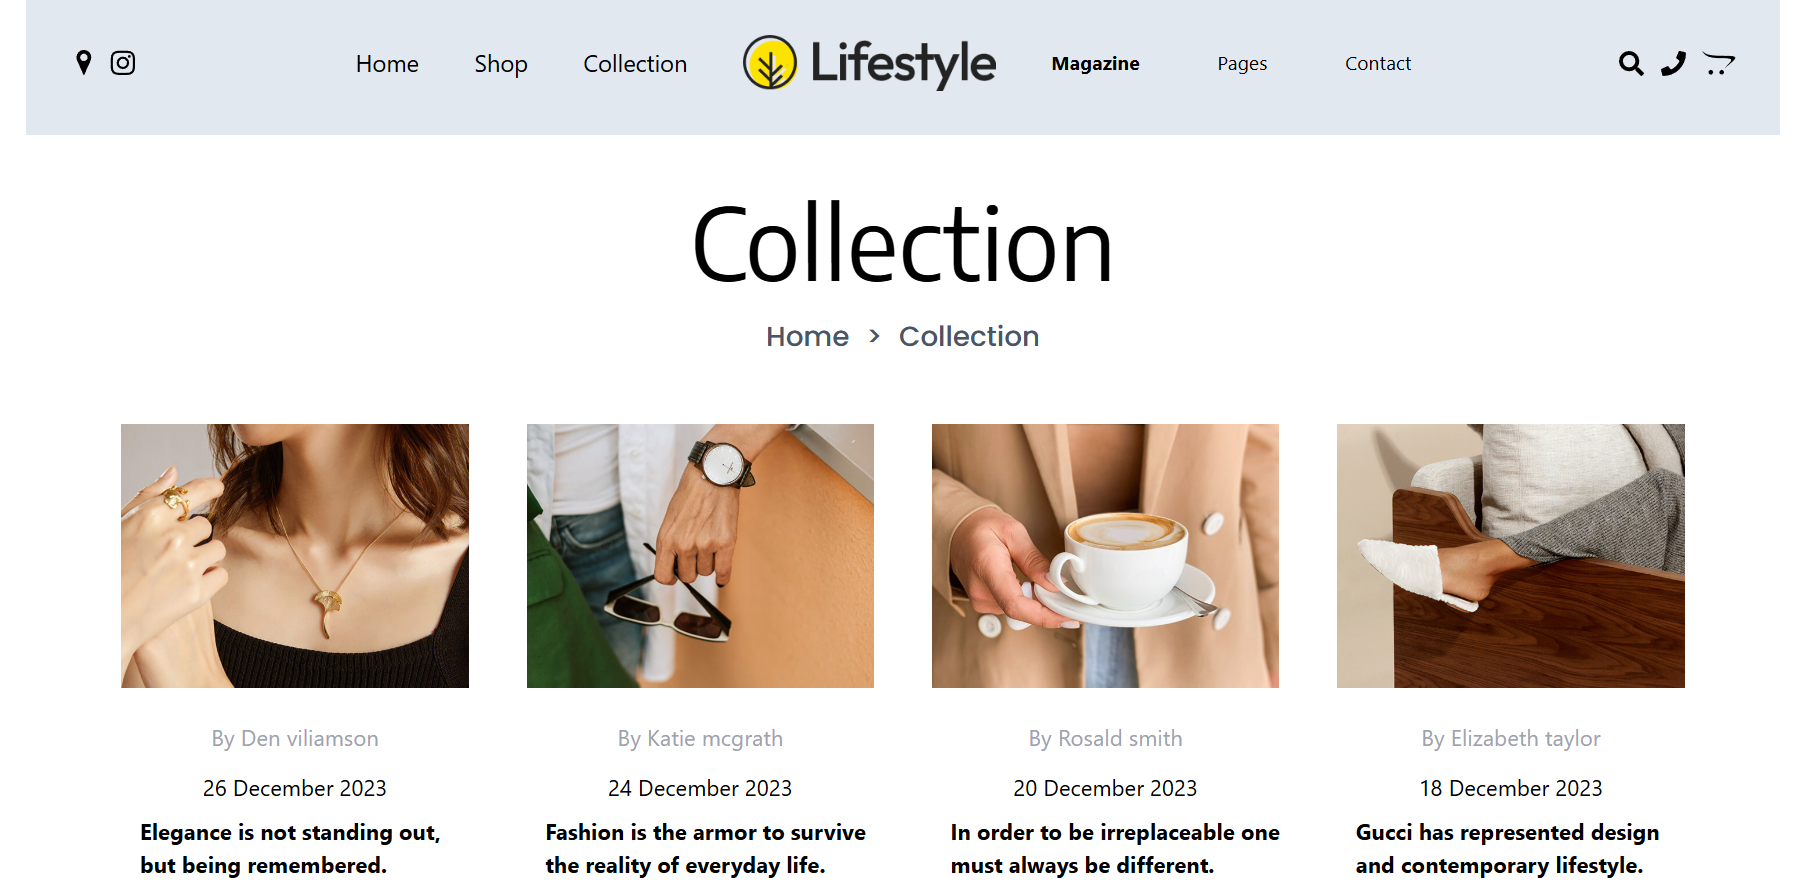 Home Shop Collection Lifestyle Magazine Pages Contact
Collection
Home > Collection
By Den viliamson
26 December 2023
Elegance is not standing out,
but being remembered.
By Katie mcgrath
24 December 2023
Fashion is the armor to survive
the reality of everyday life.
By Rosald smith
20 December 2023
In order to be irreplaceable one
must always be different.
By Elizabeth taylor
18 December 2023
Gucci has represented design
and contemporary lifestyle.